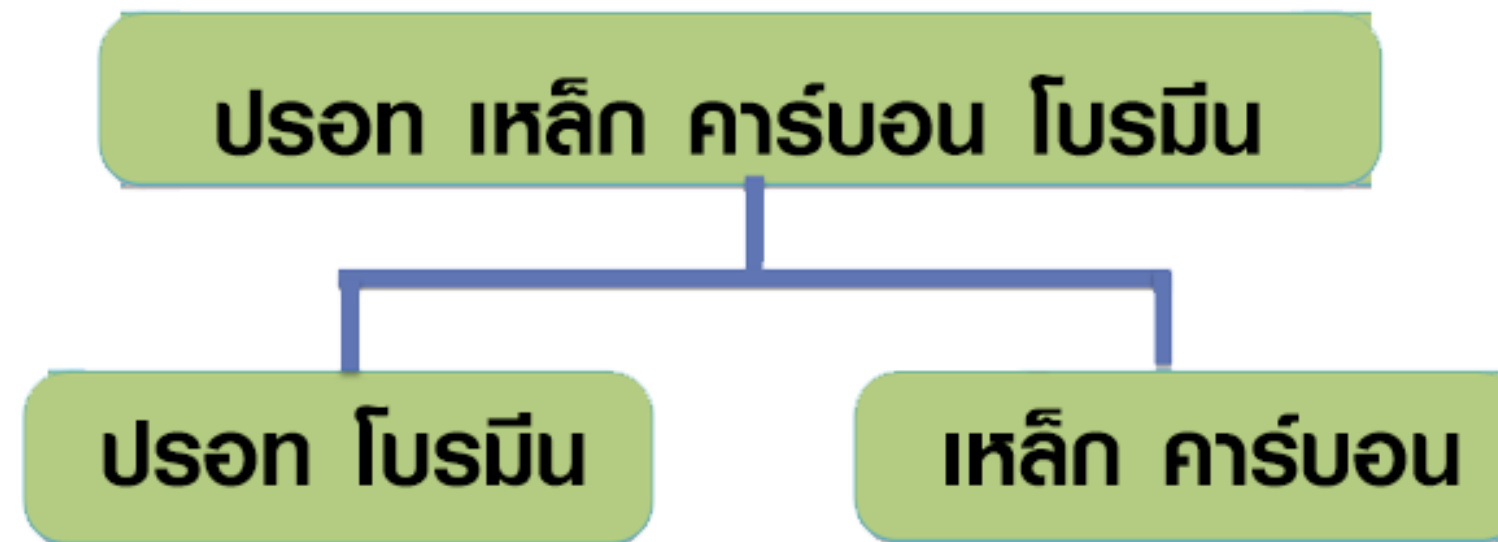 ปรอท เหล็ก คาร์บอน โบรมีน
ปรอท โบรมีน
เหล็ก คาร์บอน